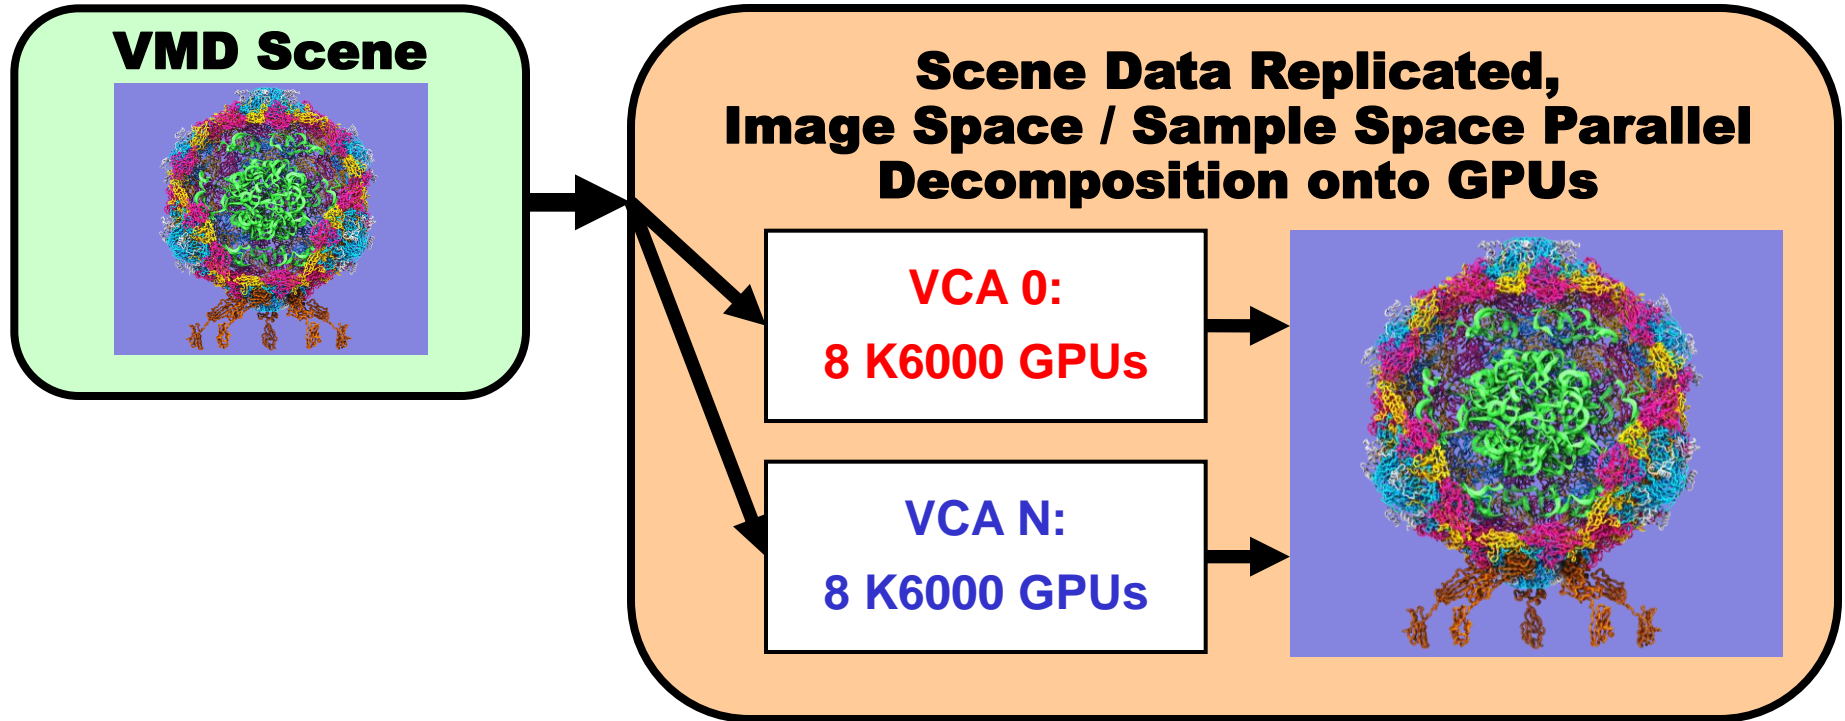 VMD Scene
Scene Data Replicated,
Image Space / Sample Space Parallel
Decomposition onto GPUs
VCA 0:
8 K6000 GPUs
VCA N:
8 K6000 GPUs